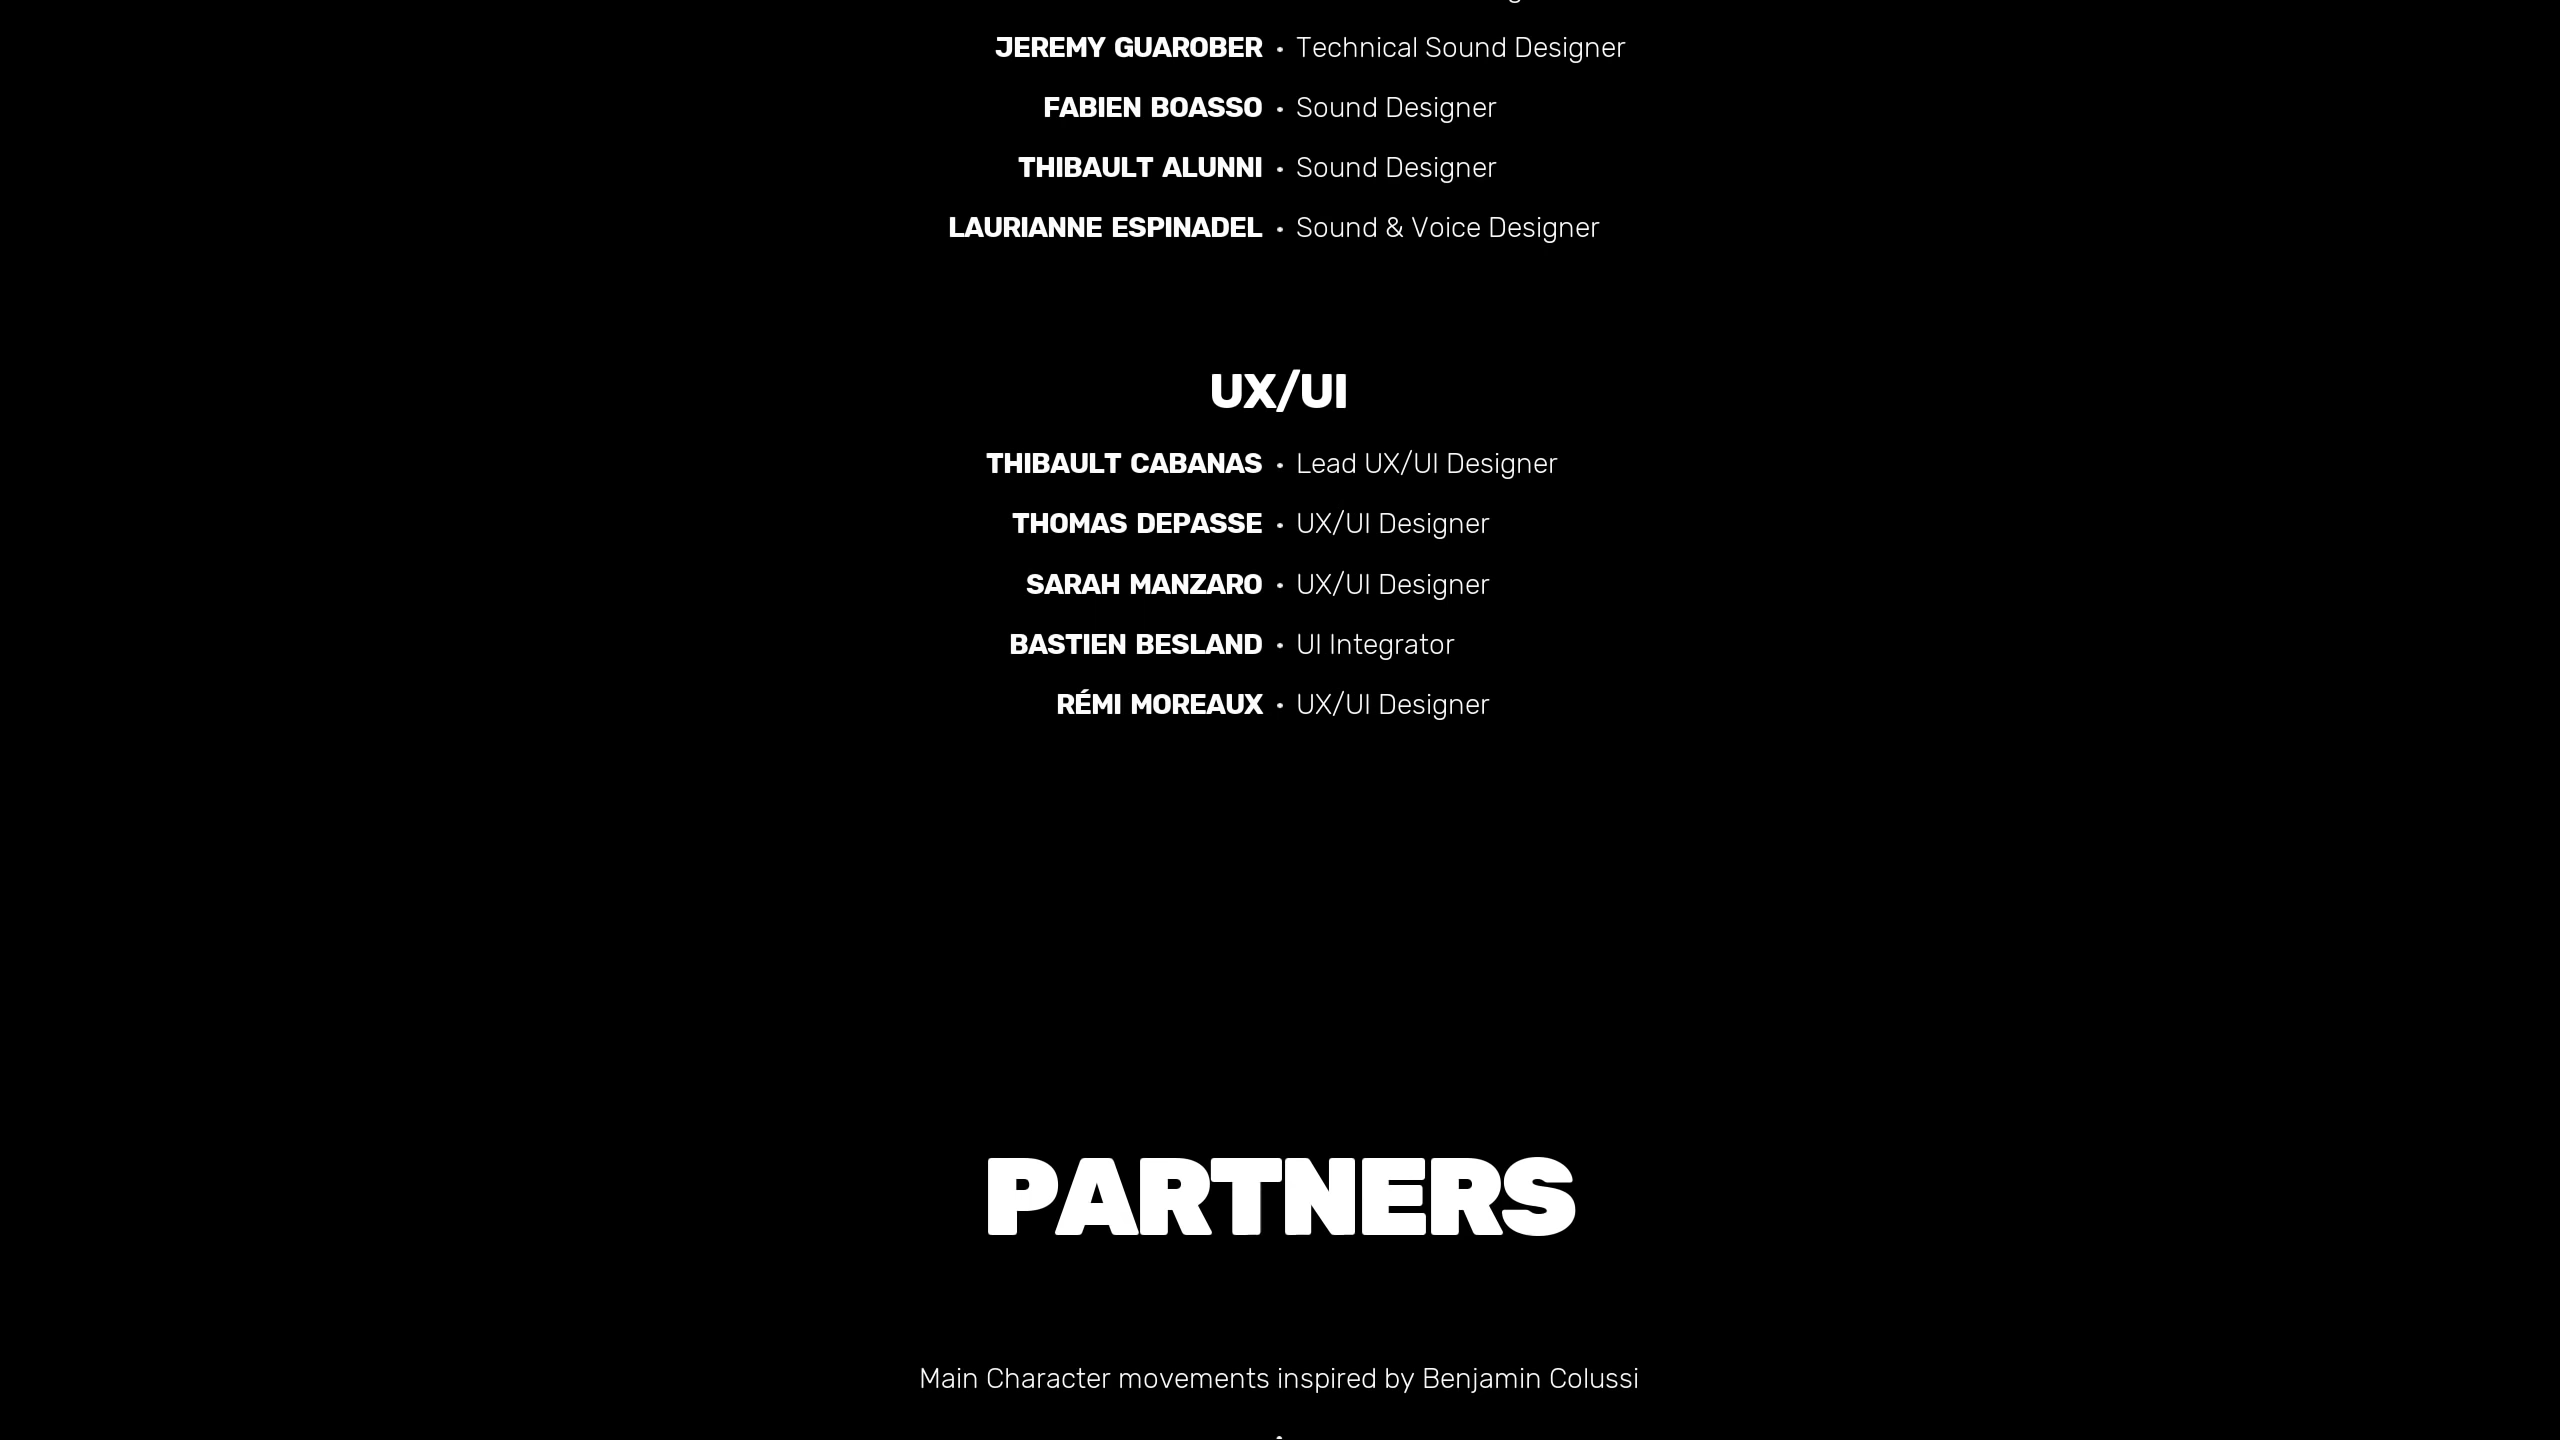 JEREMY GUAROBER • Technical Sound Designer
FABIEN BOASSO • Sound Designer
THIBAULT ALUNNI • Sound Designer
LAURIANNE ESPINADEL • Sound & Voice Designer
UX/UI
THIBAULT CABANAS • Lead UX/UI Designer
THOMAS DEPASSE • UX/UI Designer
SARAH MANZARO • UX/UI Designer
BASTIEN BESLAND • UI Integrator
RÉMI MOREAUX • UX/UI Designer
PARTNERS
Main Character movements inspired by Benjamin Colussi